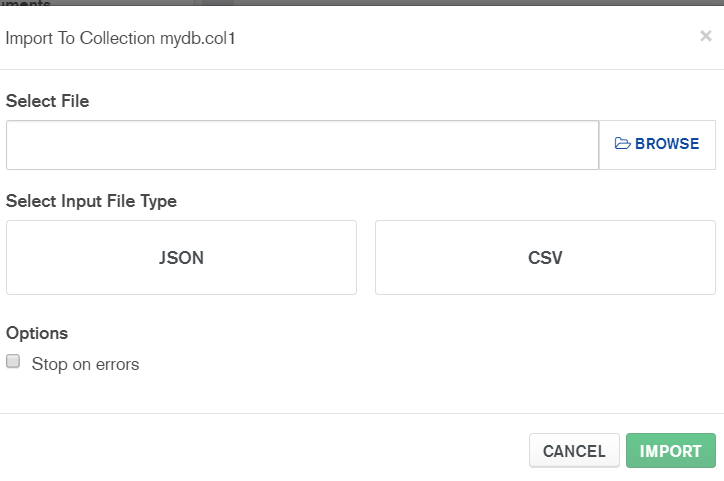 Import To Collection mydb.col1 ×
Select File
BROWSE
Select Input File Type
JSON CSV
Options
Stop on errors
CANCEL IMPORT